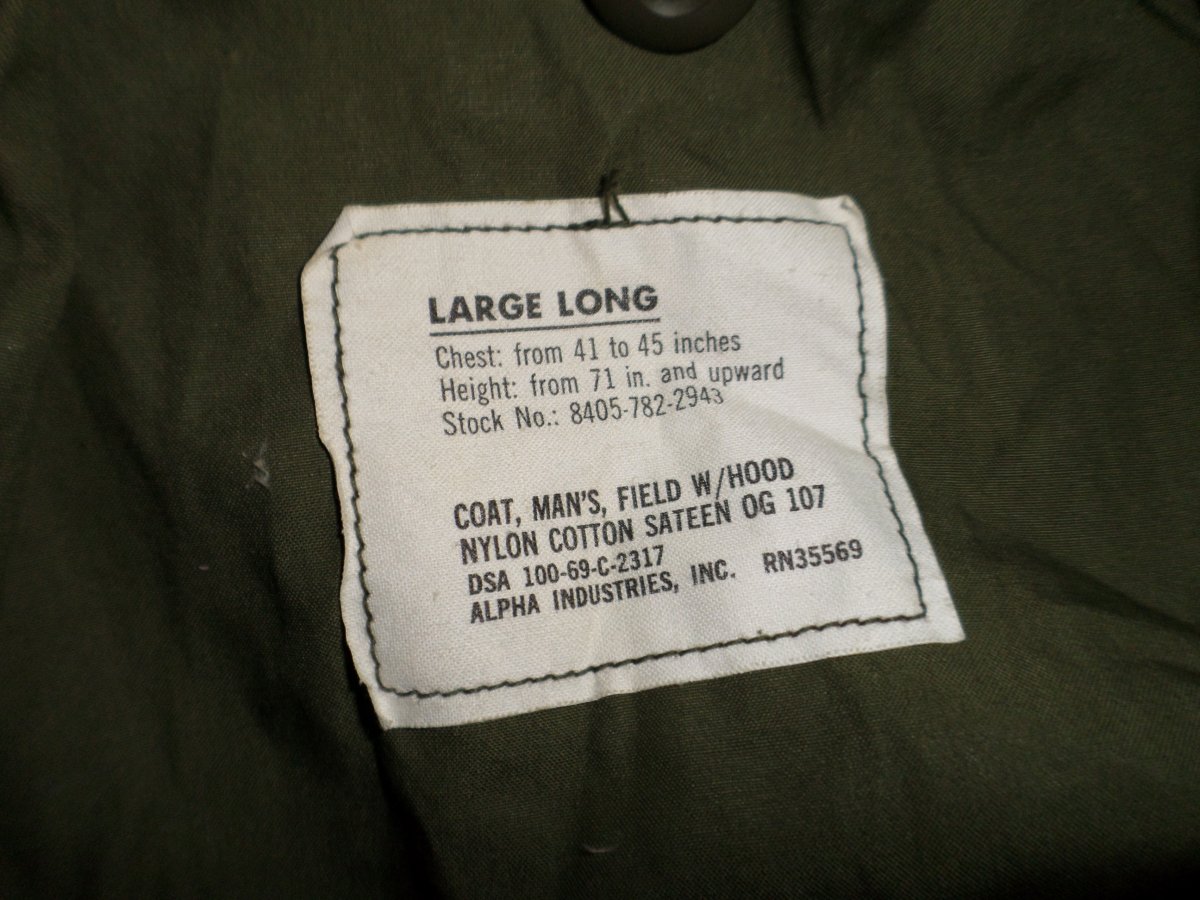 LARGE LONG
Chest: from 41 to 45 inches
Height: from 71 in. and upward
Stock No.: 8405-782-2943
COAT, MAN'S, FIELD W/HOOD
NYLON COTTON SATEEN OG 107
DSA 100-69-C-2317
ALPHA INDUSTRIES, INC. RN35569